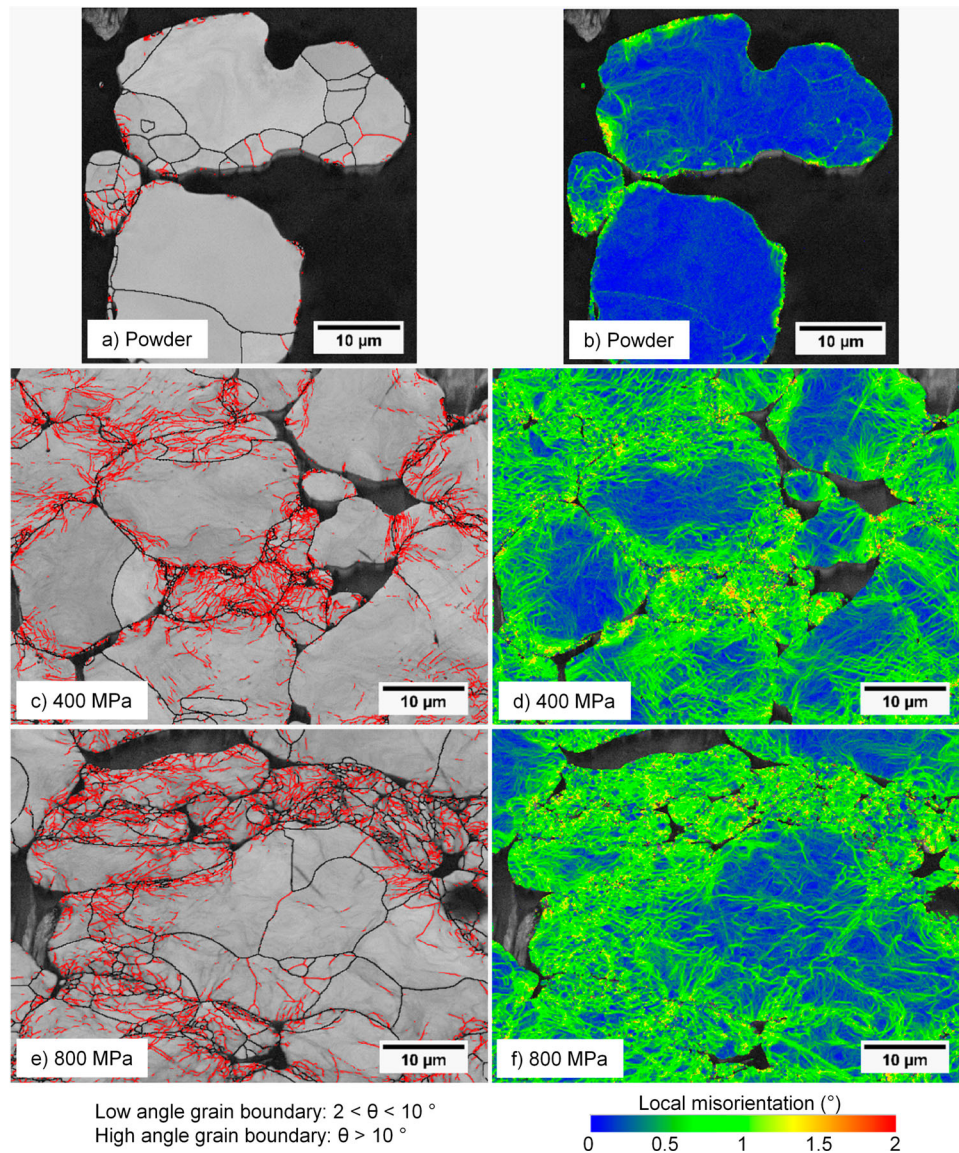 a) Powder
10 µm
b) Powder
10 µm
c) 400 MPa
10 µm
d) 400 MPa
10 µm
e) 800 MPa
10 µm
f) 800 MPa
10 µm
Low angle grain boundary: 2 < θ < 10 °
High angle grain boundary: θ > 10 °
Local misorientation (°)
0 0.5 1 1.5 2